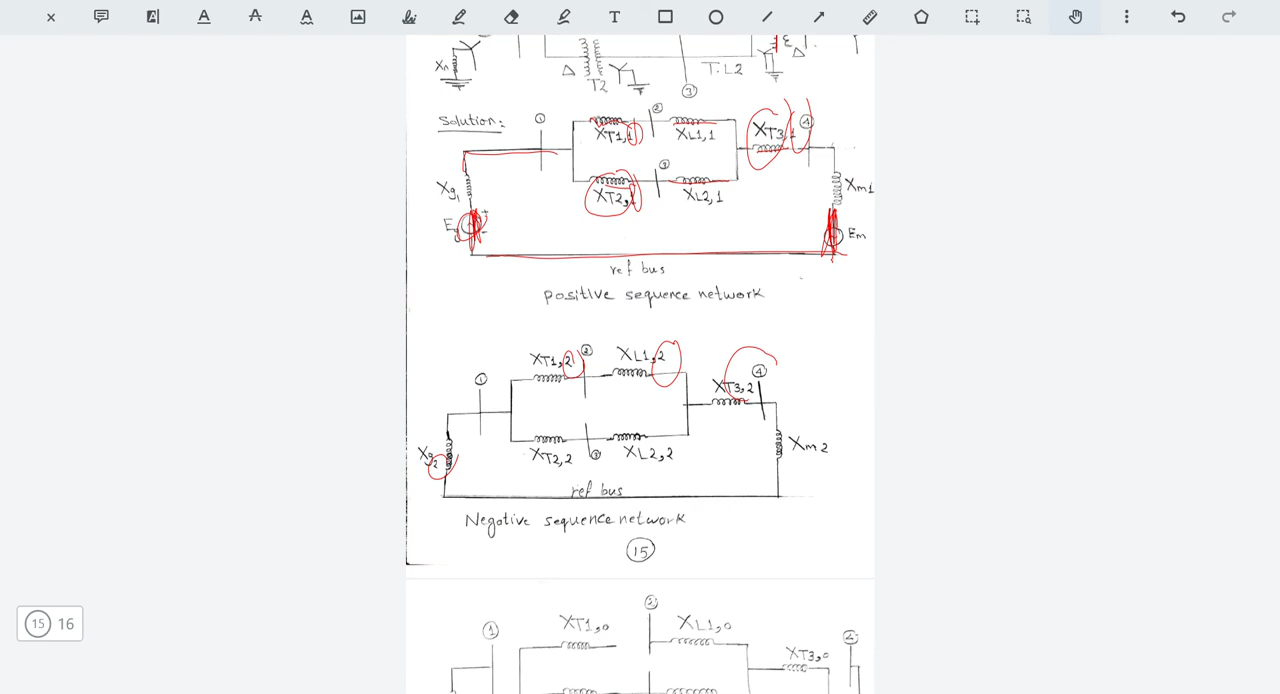 Xn
Δ
T2
3
T.L2
Δ
Solution:
1
2
4
XT1,1
XL1,1
XT3,1
3
Xg1
XT2,1
XL2,1
Xm1
Eg
+
-
Em
ref bus
positive sequence network
2
XT1,2
XL1,2
1
4
XT3,2
Xg2
XT2,2
3
XL2,2
Xm2
ref bus
Negative sequence network
15
15 16
2
1
XT1,0
XL1,0
4
XT3,0